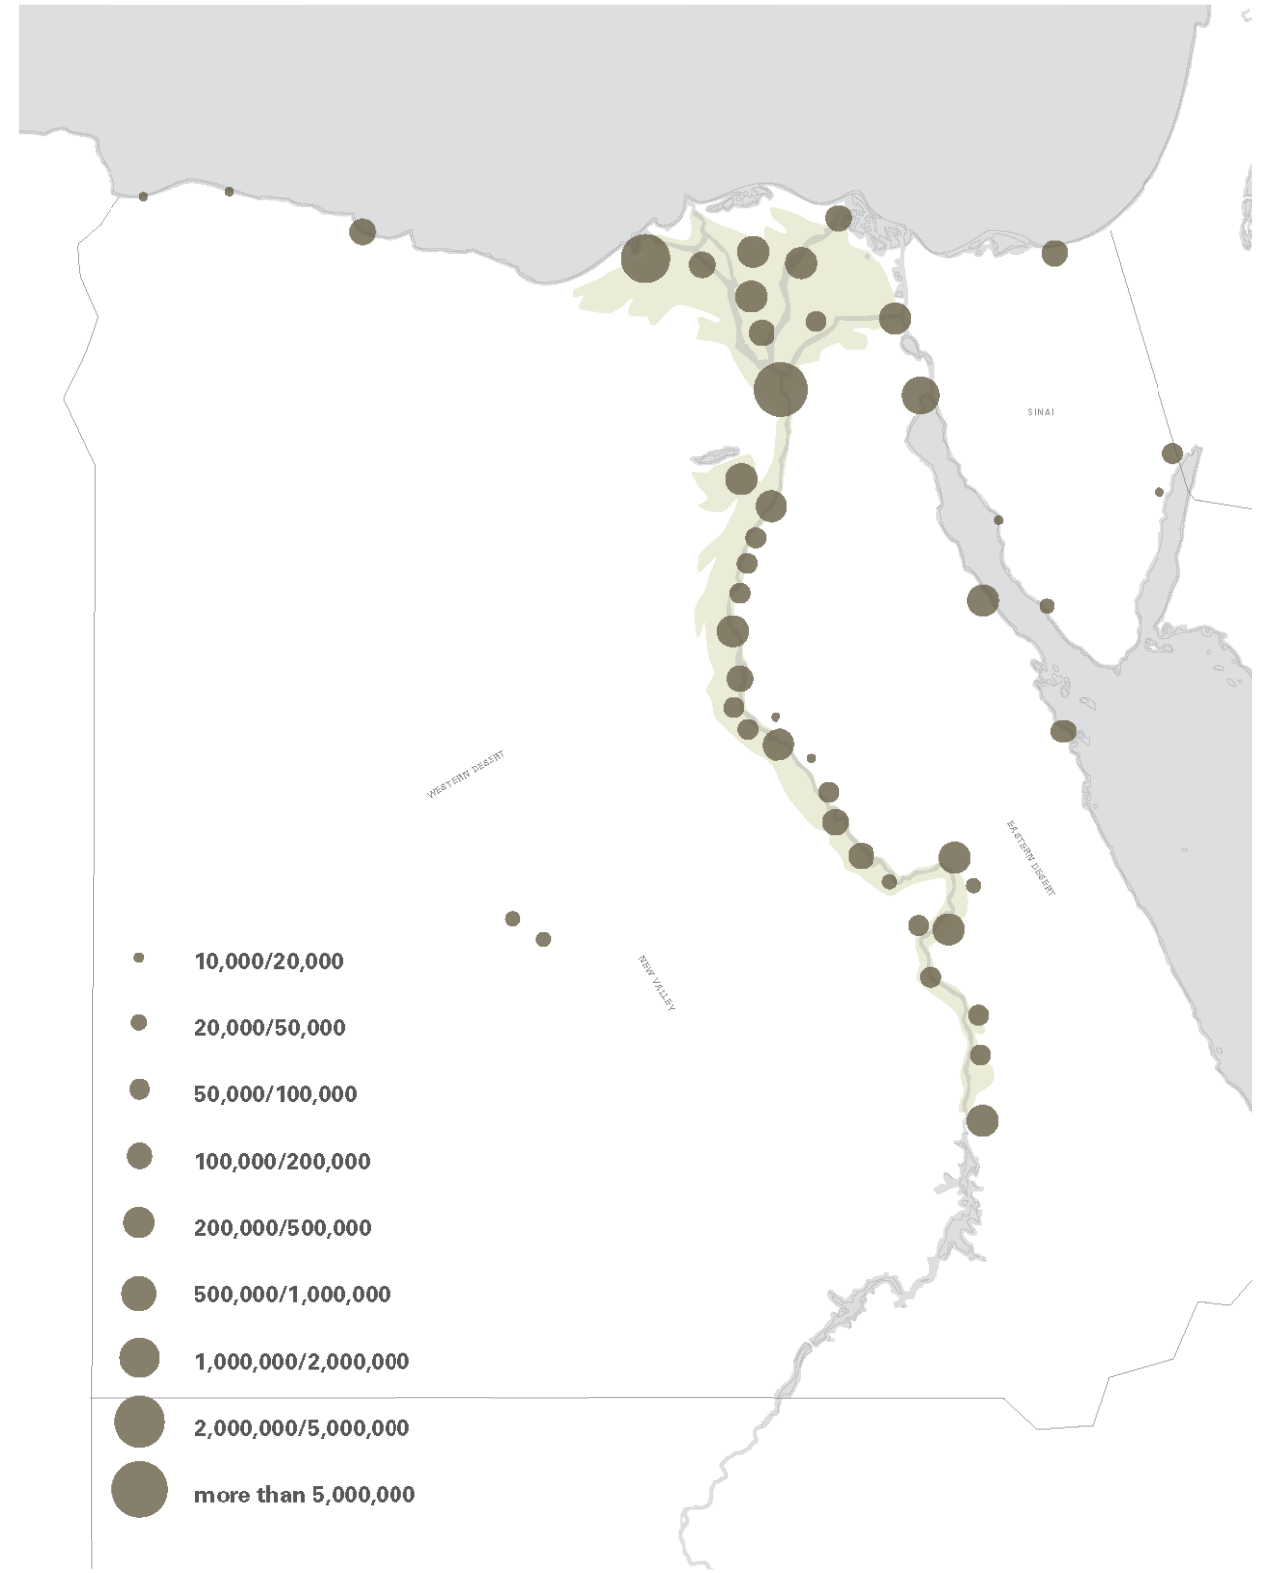 SINAI
WESTERN DESERT
EASTERN DESERT
NEW VALLEY
10,000/20,000
20,000/50,000
50,000/100,000
100,000/200,000
200,000/500,000
500,000/1,000,000
1,000,000/2,000,000
2,000,000/5,000,000
more than 5,000,000